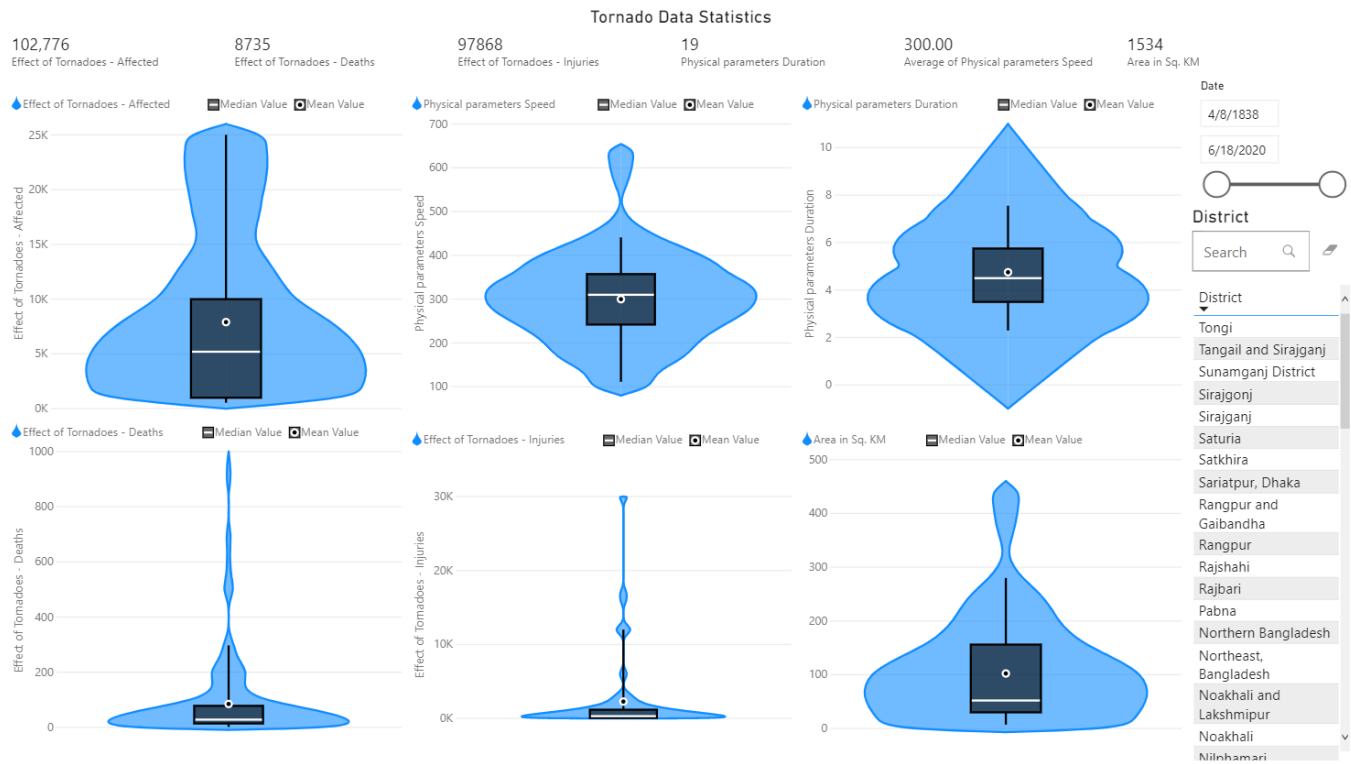 Tornado Data Statistics
102,776
Effect of Tornadoes - Affected
8735
Effect of Tornadoes - Deaths
97868
Effect of Tornadoes - Injuries
19
Physical parameters Duration
300.00
Average of Physical parameters Speed
1534
Area in Sq. KM
Effect of Tornadoes - Affected Median Value Mean Value
Effect of Tornadoes - Affected
25K
20K
15K
10K
5K
0K
Physical parameters Speed Median Value Mean Value
Physical parameters Speed
700
600
500
400
300
200
100
Physical parameters Duration Median Value Mean Value
Physical parameters Duration
10
8
6
4
2
0
Effect of Tornadoes - Deaths Median Value Mean Value
Effect of Tornadoes - Deaths
1000
800
600
400
200
0
Effect of Tornadoes - Injuries Median Value Mean Value
Effect of Tornadoes - Injuries
30K
20K
10K
0K
Area in Sq. KM Median Value Mean Value
500
400
300
200
100
0
Date
4/8/1838
6/18/2020
District
Search
District
Tongi
Tangail and Sirajganj
Sunamganj District
Sirajgonj
Sirajganj
Saturia
Satkhira
Sariatpur, Dhaka
Rangpur and
Gaibandha
Rangpur
Rajshahi
Rajbari
Pabna
Northern Bangladesh
Northeast,
Bangladesh
Noakhali and
Lakshmipur
Noakhali
Nilphamari